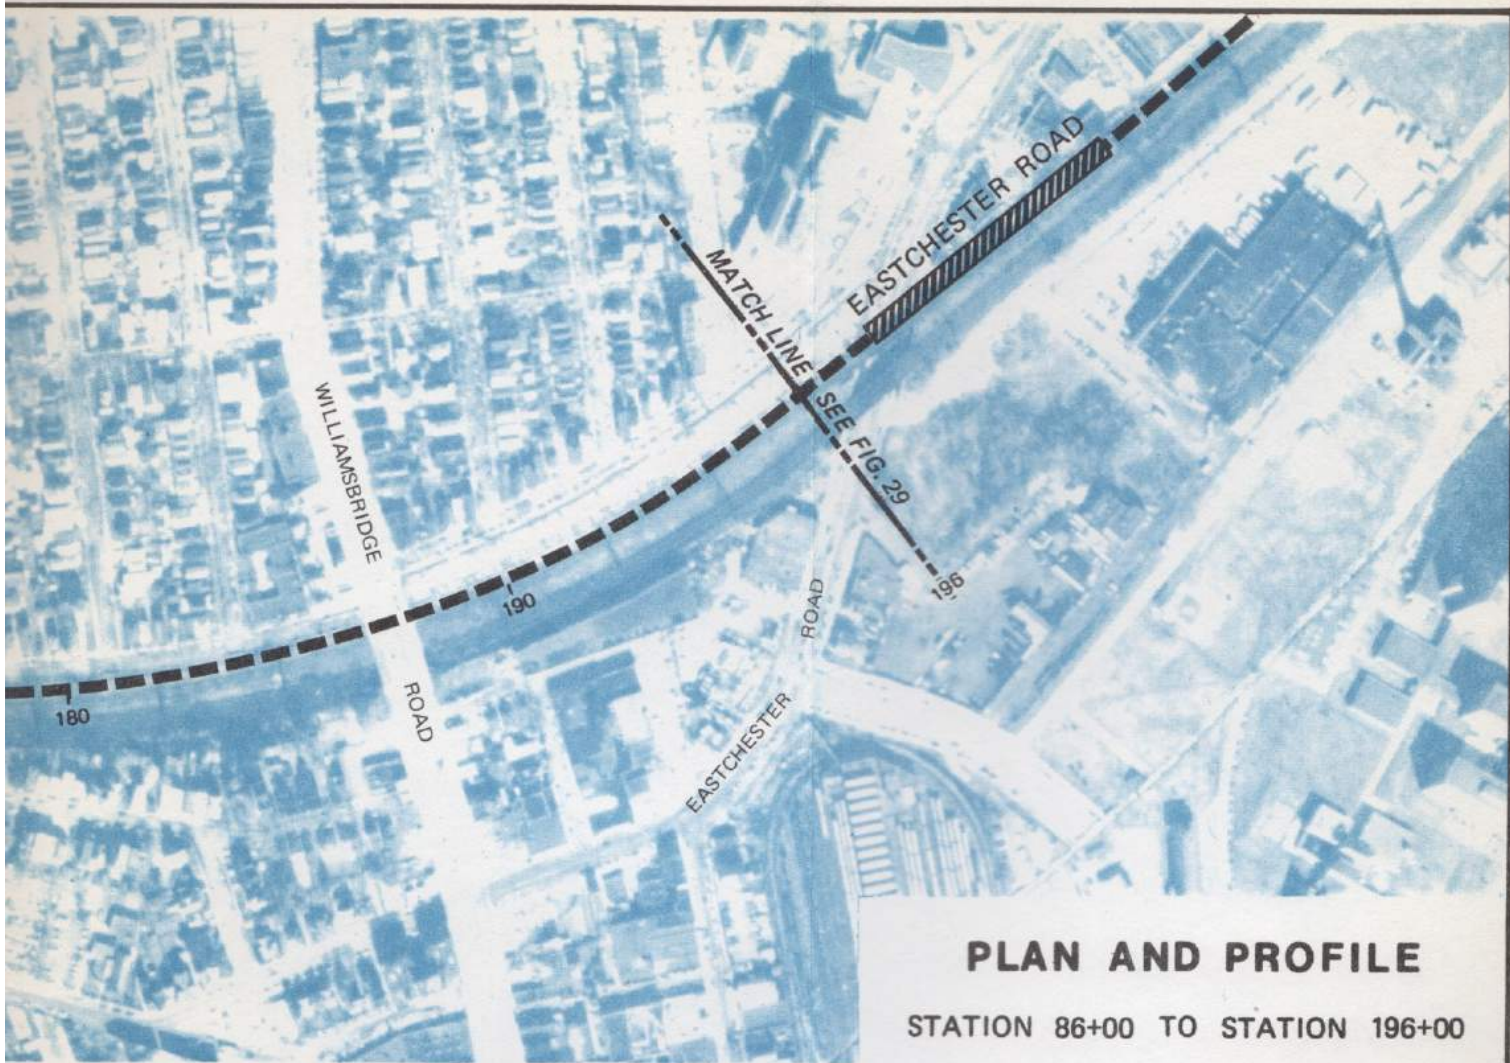 EASTCHESTER ROAD
MATCH LINE SEE FIG. 29
WILLIAMSBRIDGE
ROAD
196
190
180
ROAD
EASTCHESTER
PLAN AND PROFILE
STATION 86+00 TO STATION 196+00